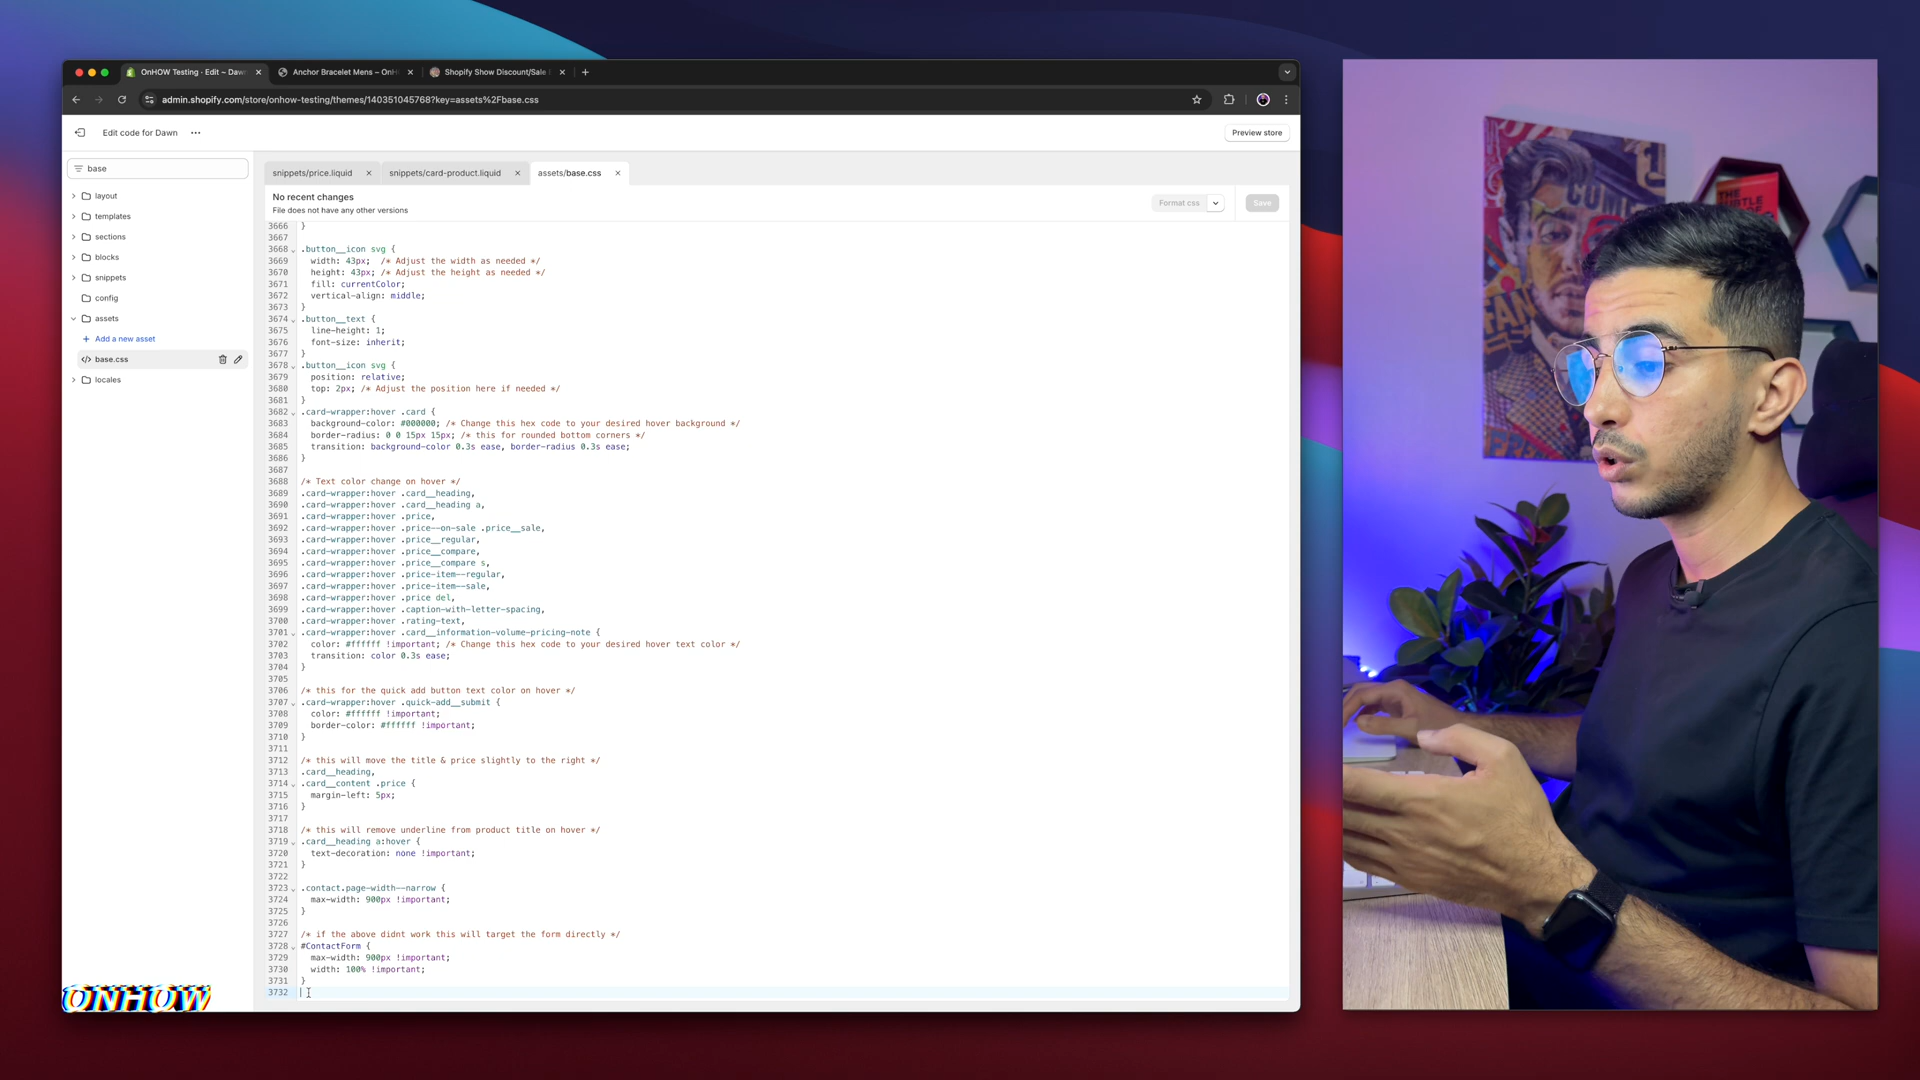 OnHOW Testing · Edit ~ Daw
Anchor Bracelet Mens – OnH
Shopify Show Discount/Sale
admin.shopify.com/store/onhow-testing/themes/140351045768?key=assets%2Fbase.css
Edit code for Dawn
Preview store
base
layout
templates
sections
blocks
snippets
config
assets
Add a new asset
base.css
locales
snippets/price.liquid
snippets/card-product.liquid
assets/base.css
No recent changes
File does not have any other versions
Format css
Save
3666 }
3667
3668 .button__icon svg {
3669 width: 43px; /* Adjust the width as needed */
3670 height: 43px; /* Adjust the height as needed */
3671 fill: currentColor;
3672 vertical-align: middle;
3673 }
3674 .button__text {
3675 line-height: 1;
3676 font-size: inherit;
3677 }
3678 .button__icon svg {
3679 position: relative;
3680 top: 2px; /* Adjust the position here if needed */
3681 }
3682 .card-wrapper:hover .card {
3683 background-color: #000000; /* Change this hex code to your desired hover background */
3684 border-radius: 0 0 15px 15px; /* this for rounded bottom corners */
3685 transition: background-color 0.3s ease, border-radius 0.3s ease;
3686 }
3687
3688 /* Text color change on hover */
3689 .card-wrapper:hover .card__heading,
3690 .card-wrapper:hover .card__heading a,
3691 .card-wrapper:hover .price,
3692 .card-wrapper:hover .price--on-sale .price__sale,
3693 .card-wrapper:hover .price__regular,
3694 .card-wrapper:hover .price__compare,
3695 .card-wrapper:hover .price__compare s,
3696 .card-wrapper:hover .price-item--regular,
3697 .card-wrapper:hover .price-item--sale,
3698 .card-wrapper:hover .price del,
3699 .card-wrapper:hover .caption-with-letter-spacing,
3700 .card-wrapper:hover .rating-text,
3701 .card-wrapper:hover .card__information-volume-pricing-note {
3702 color: #ffffff !important; /* Change this hex code to your desired hover text color */
3703 transition: color 0.3s ease;
3704 }
3705
3706 /* this for the quick add button text color on hover */
3707 .card-wrapper:hover .quick-add__submit {
3708 color: #ffffff !important;
3709 border-color: #ffffff !important;
3710 }
3711
3712 /* this will move the title & price slightly to the right */
3713 .card__heading,
3714 .card__content .price {
3715 margin-left: 5px;
3716 }
3717
3718 /* this will remove underline from product title on hover */
3719 .card__heading a:hover {
3720 text-decoration: none !important;
3721 }
3722
3723 .contact.page-width--narrow {
3724 max-width: 900px !important;
3725 }
3726
3727 /* if the above didnt work this will target the form directly */
3728 #ContactForm {
3729 max-width: 900px !important;
3730 width: 100% !important;
3731 }
3732
ONHOW
COME
THE